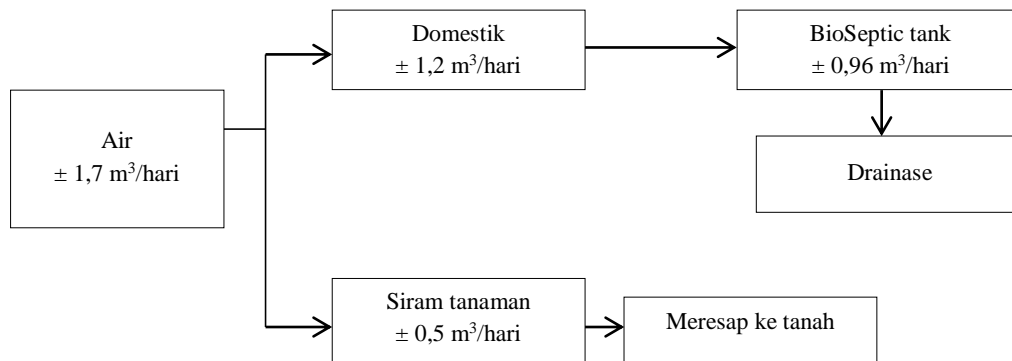 Domestik
± 1,2 m³/hari
BioSeptic tank
± 0,96 m³/hari
Air
± 1,7 m³/hari
Drainase
Siram tanaman
± 0,5 m³/hari
Meresap ke tanah